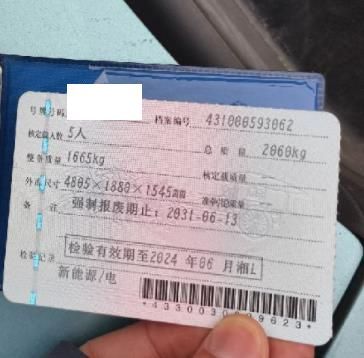 号牌号码 档案编号 431000593062
核定载人数 5人 总质量 2060kg
整备质量 1665kg 核定载质量
外廓尺寸 4805×1880×1545mm 准牵引总质量
备注 强制报废期止：2031-06-13
检验记录 检验有效期至2024 年06 月湘L
新能源/电